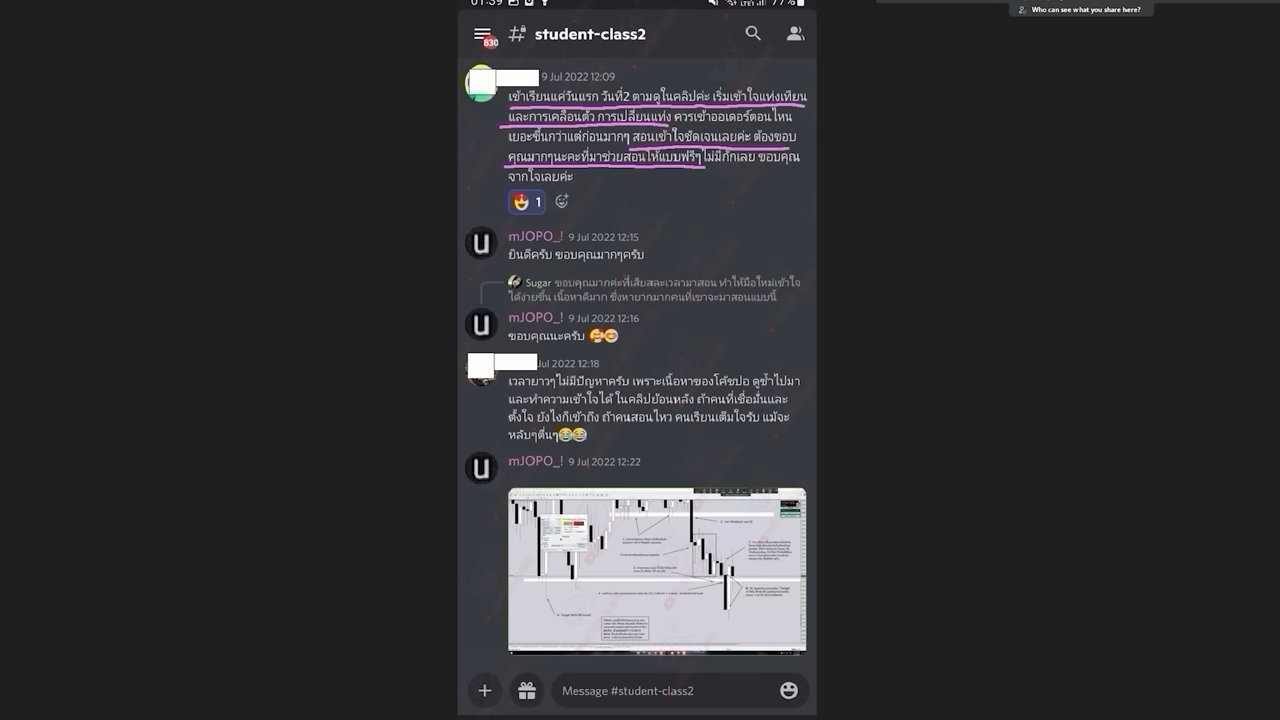 01:39
77%
Who can see what you share here?
830
student-class2
9 Jul 2022 12:09
เข้าเรียนแค่วันแรก วันที่2 ตามดูในคลิปค่ะ เริ่มเข้าใจแท่งเทียน
และการเคลื่อนตัว การเปลี่ยนแท่ง ควรเข้าออเดอร์ตอนไหน
เยอะขึ้นกว่าแต่ก่อนมากๆ สอนเข้าใจชัดเจนเลยค่ะ ต้องขอบ
คุณมากๆนะคะที่มาช่วยสอนให้แบบฟรีๆไม่มีกั๊กเลย ขอบคุณ
จากใจเลยค่ะ
1
mJOPO_! 9 Jul 2022 12:15
ยินดีครับ ขอบคุณมากๆครับ
Sugar ขอบคุณมากค่ะที่เสียสละเวลามาสอน ทำให้มือใหม่เข้าใจ
ได้ง่ายขึ้น เนื้อหาดีมาก ซึ่งหายากมากคนที่เขาจะมาสอนแบบนี้
mJOPO_! 9 Jul 2022 12:16
ขอบคุณนะครับ
Jul 2022 12:18
เวลายาวๆไม่มีปัญหาครับ เพราะเนื้อหาของโค๊ชปอ ดูซ้ำไปมา
และทำความเข้าใจได้ ในคลิปย้อนหลัง ถ้าคนที่เชื่อมั่นและ
ตั้งใจ ยังไงก็เข้าถึง ถ้าคนสอนไหว คนเรียนเต็มใจรับ แม้จะ
หลับๆตื่นๆ
mJOPO_! 9 Jul 2022 12:22
Message #student-class2